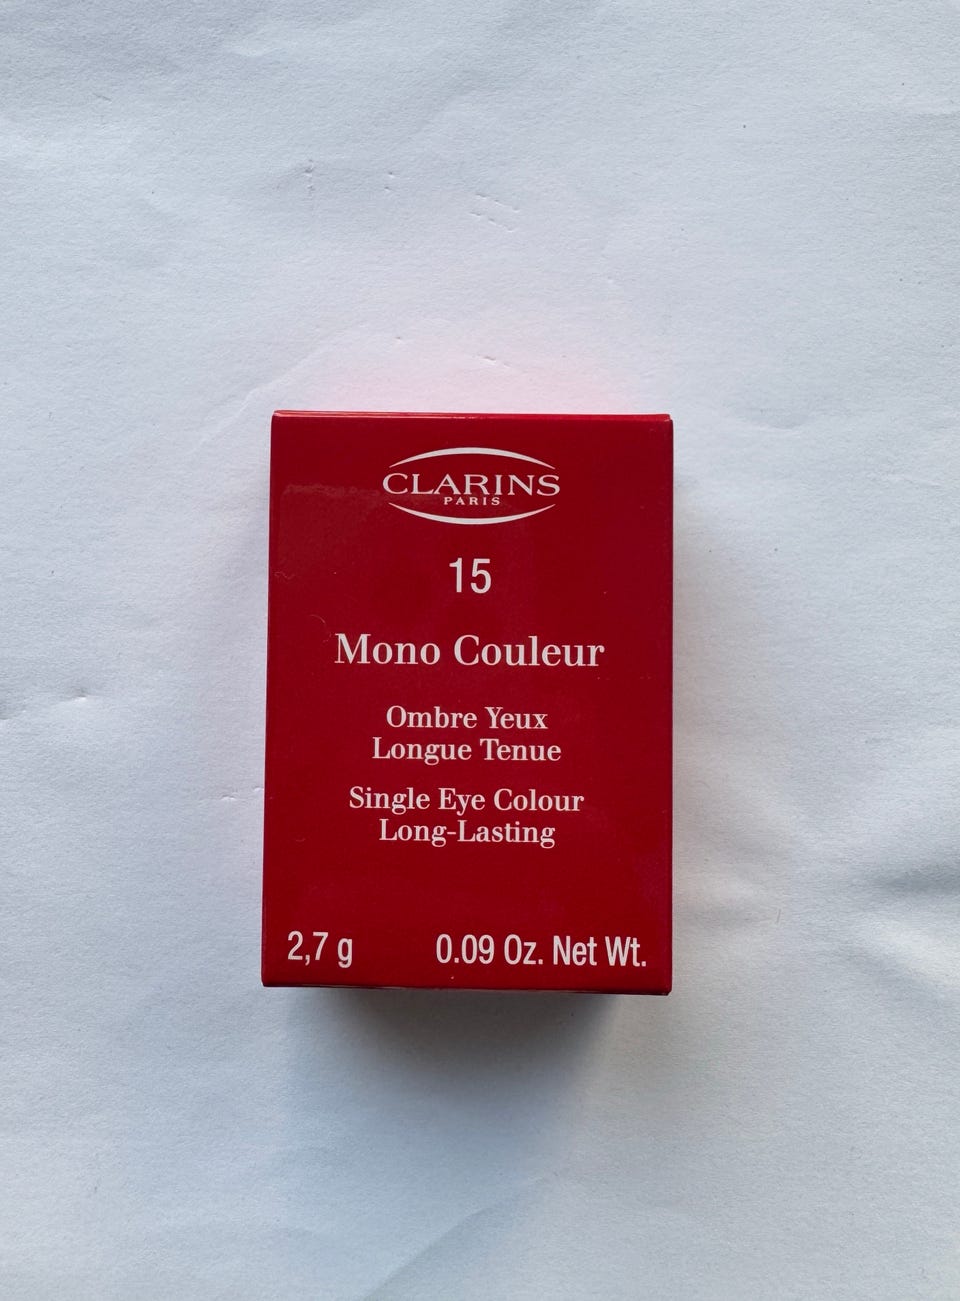 CLARINS
PARIS
15
Mono Couleur
Ombre Yeux
Longue Tenue
Single Eye Colour
Long-Lasting
2,7 g 0.09 Oz. Net Wt.